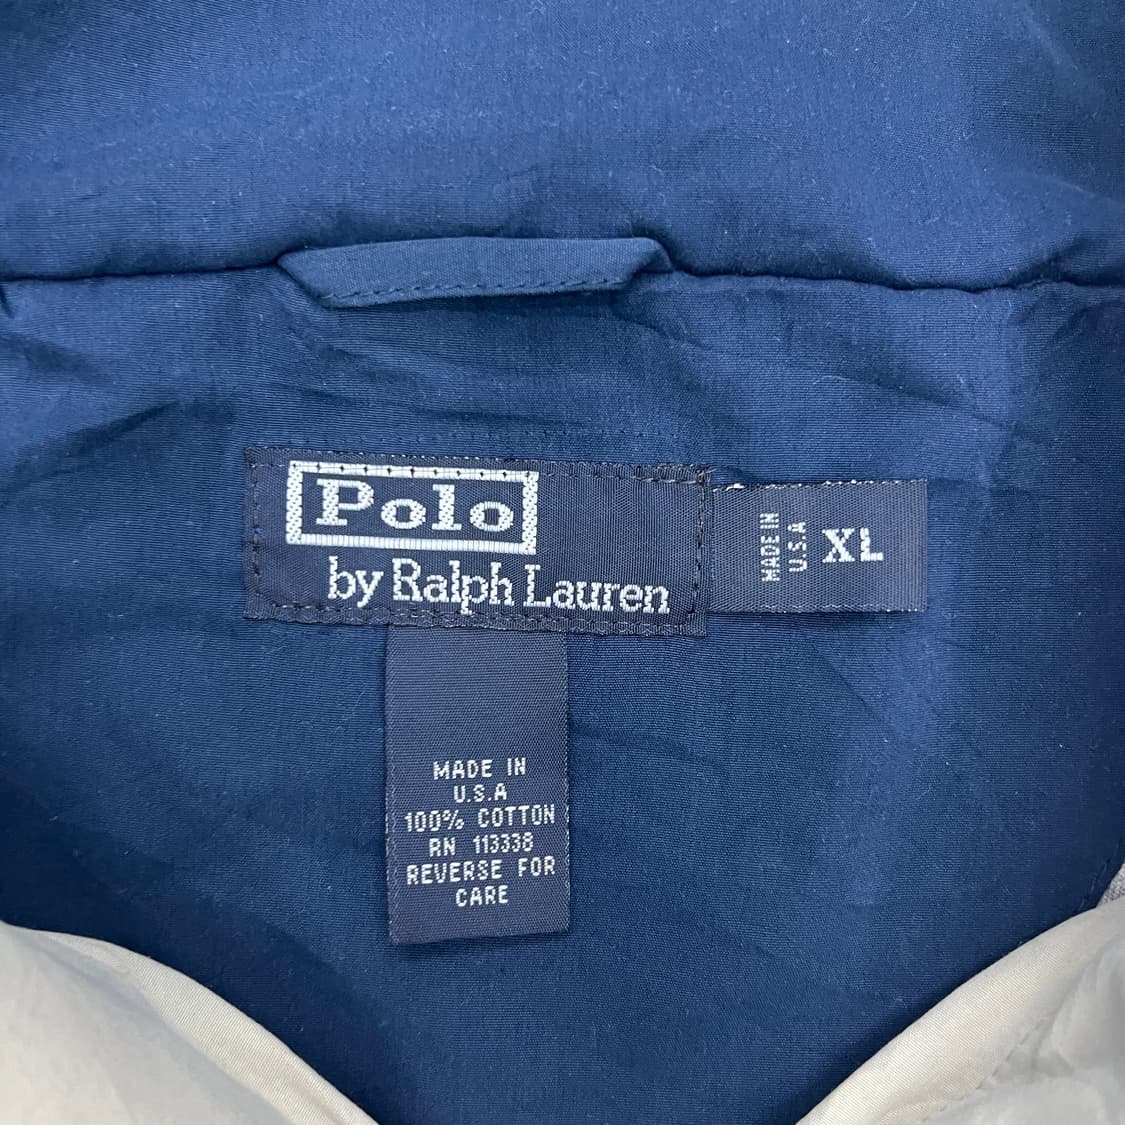 Polo
by Ralph Lauren
MADE IN
U.S.A
XL
MADE IN
U.S.A
100% COTTON
RN 113338
REVERSE FOR
CARE